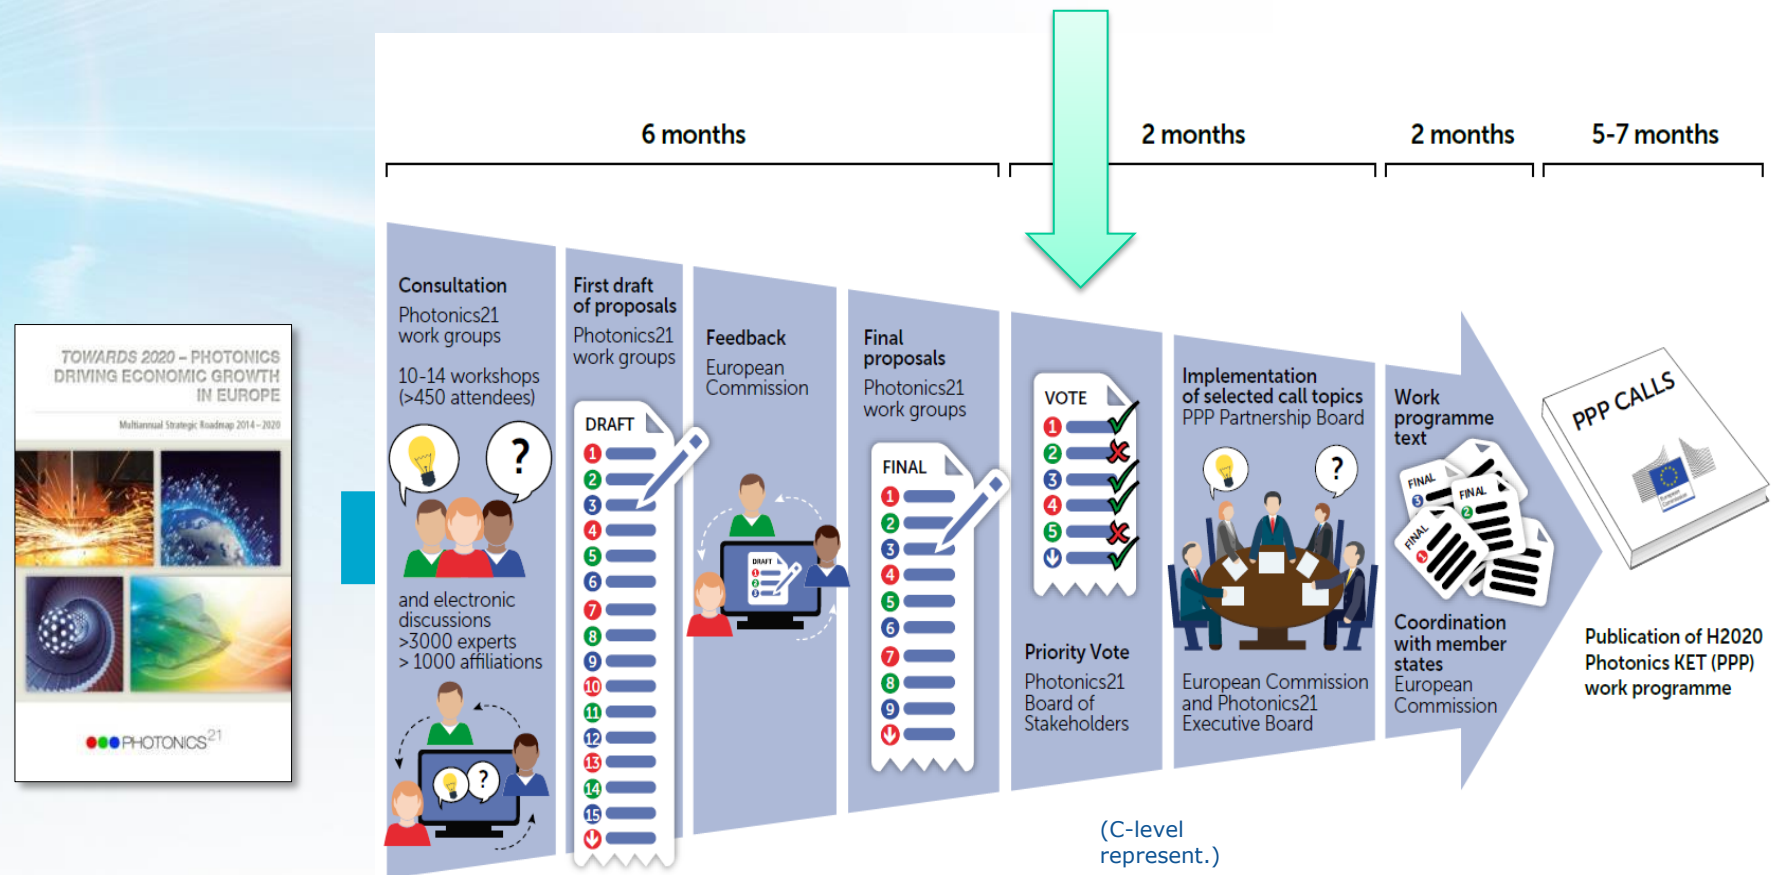 6 months
2 months
2 months
5-7 months
TOWARDS 2020 – PHOTONICS
DRIVING ECONOMIC GROWTH
IN EUROPE
Multiannual Strategic Roadmap 2014–2020
PHOTONICS21
Consultation
Photonics21
work groups
10-14 workshops
(>450 attendees)
?
and electronic
discussions
>3000 experts
> 1000 affiliations
?
First draft
of proposals
Photonics21
work groups
DRAFT
1
2
3
4
5
6
7
8
9
10
11
12
13
14
15
Feedback
European
Commission
DRAFT
1
2
3
Final
proposals
Photonics21
work groups
FINAL
1
2
3
4
5
6
7
8
9
VOTE
1
2
3
4
5
Priority Vote
Photonics21
Board of
Stakeholders
(C-level
represent.)
Implementation
of selected call topics
PPP Partnership Board
?
European Commission
and Photonics21
Executive Board
Work
programme
text
FINAL
3
FINAL
2
FINAL
1
Coordination
with member
states
European
Commission
PPP CALLS
European
Commission
Publication of H2020
Photonics KET (PPP)
work programme